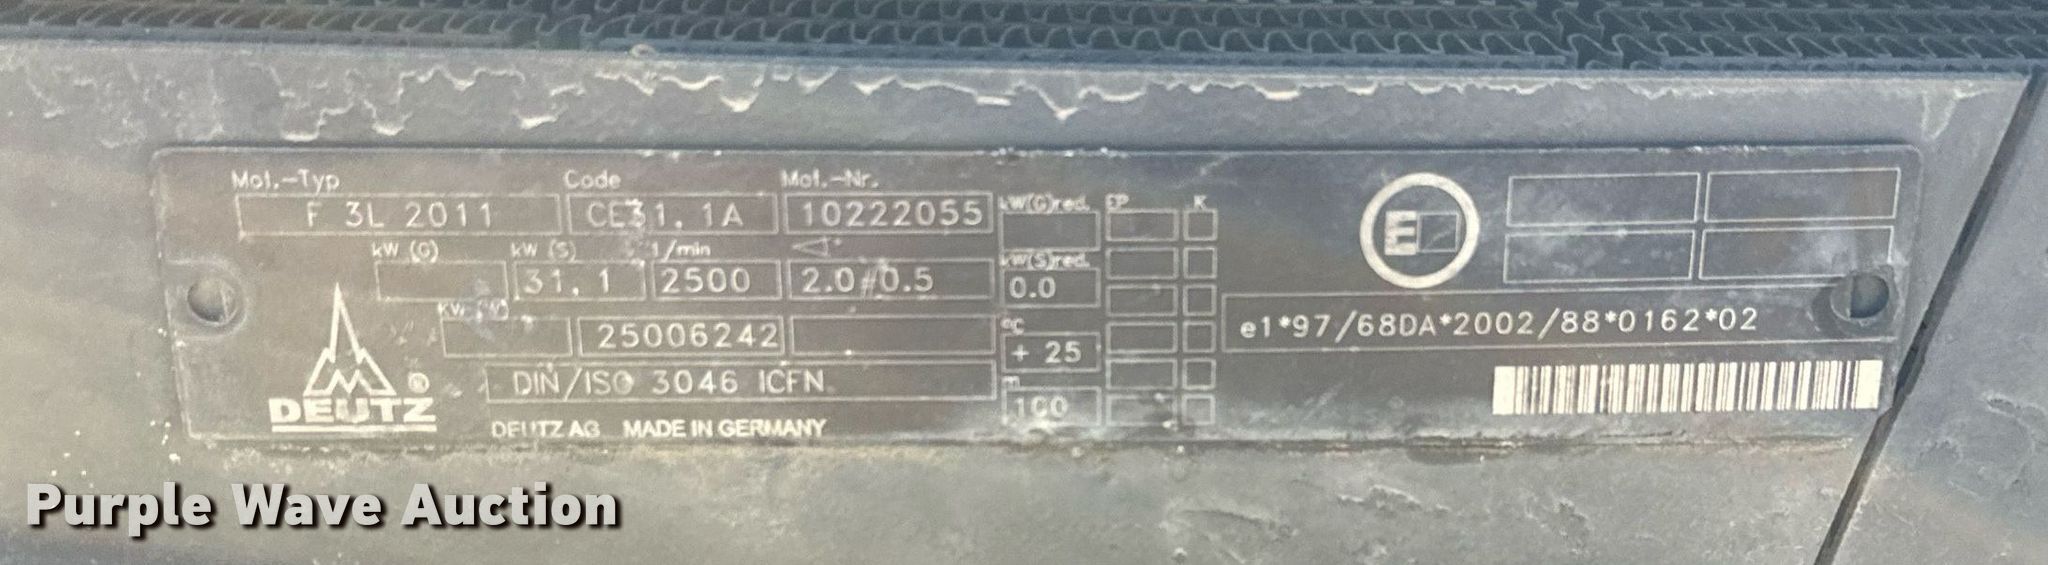 Mot.-Typ Code Mot.-Nr.
F 3L 2011 CE31.1A 10222055 kW(G)red. EP K
kW (G) kW (S) 1/min
31.1 2500 2.0#0.5 kW(S)red.
0.0
25006242 °C
+ 25
e1*97/68DA*2002/88*0162*02
DIN/ISO 3046 ICFN m
100
DEUTZ ®
DEUTZ AG MADE IN GERMANY
E
Purple Wave Auction